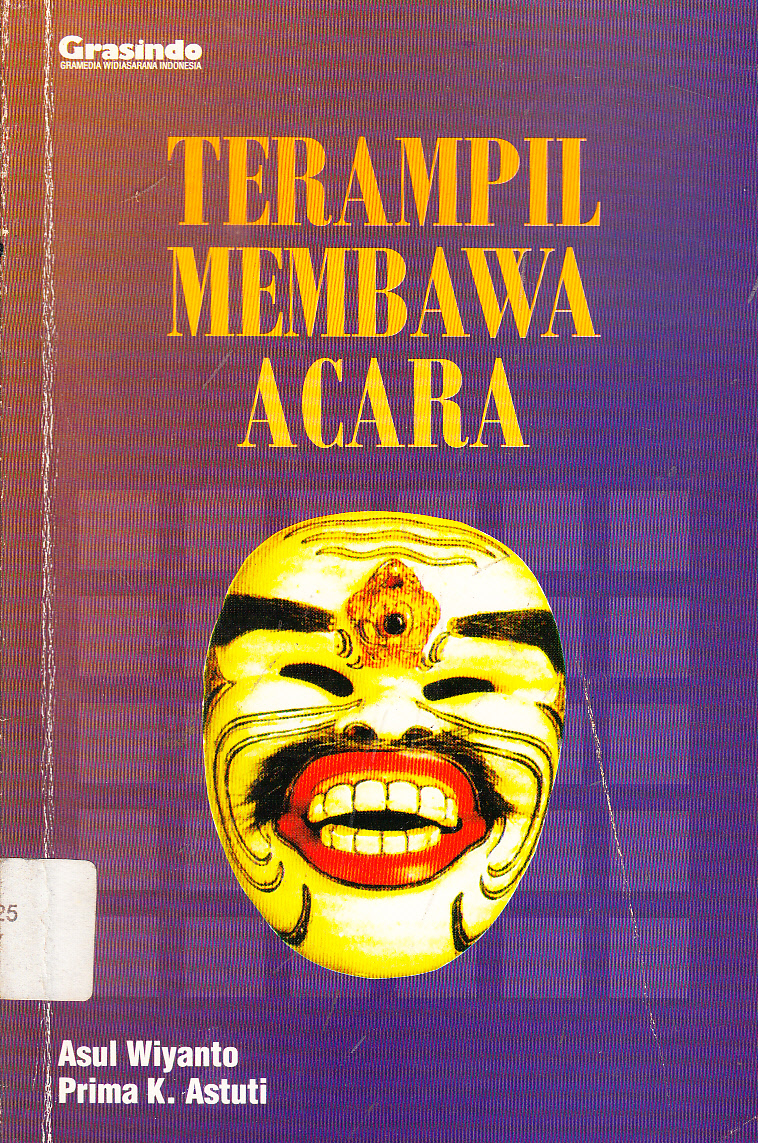 Grasindo
GRAMEDIA WIDIASARANA INDONESIA
TERAMPIL
MEMBAWA
ACARA
25
Asul Wiyanto
Prima K. Astuti